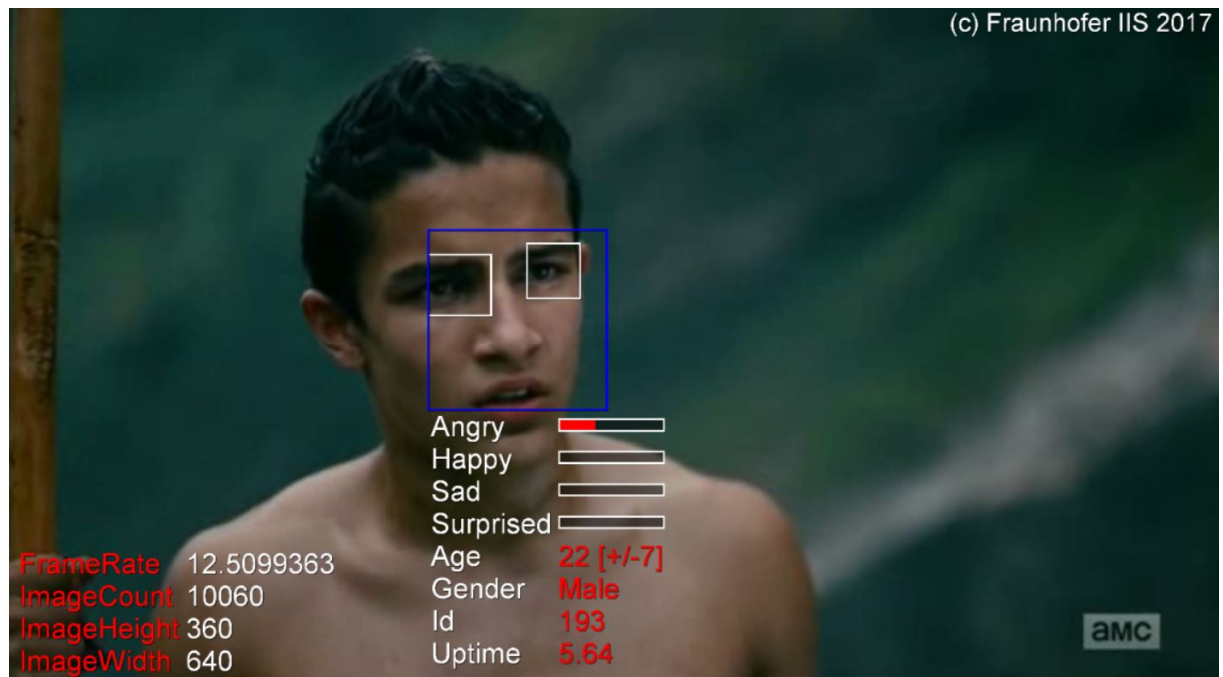 (c) Fraunhofer IIS 2017
Angry
Happy
Sad
Surprised
Age 22 [+/-7]
Gender Male
Id 193
Uptime 5.64
FrameRate 12.5099363
ImageCount 10060
ImageHeight 360
ImageWidth 640
amc